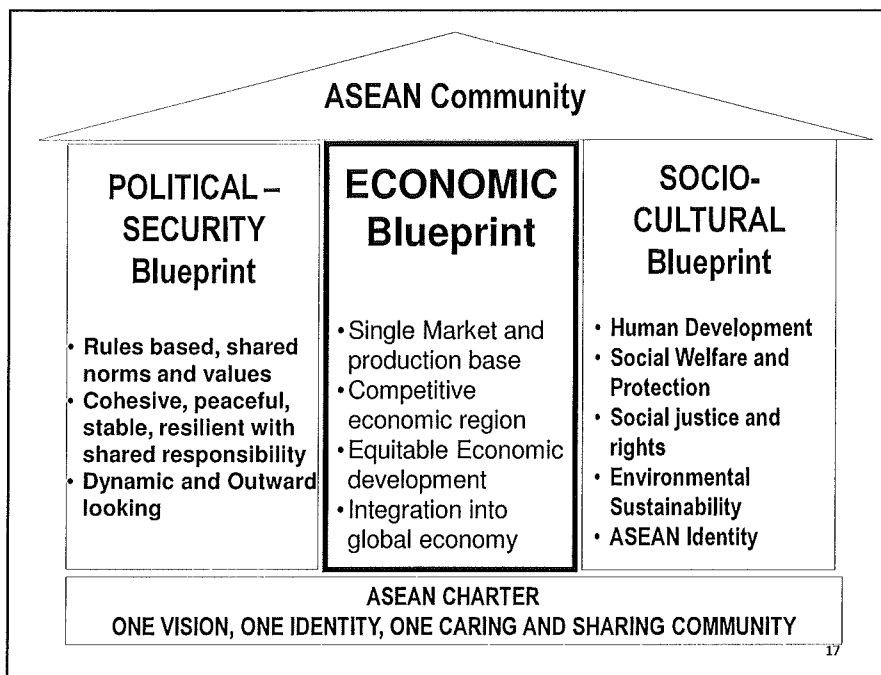 ASEAN Community
POLITICAL –
SECURITY
Blueprint
• Rules based, shared
norms and values
• Cohesive, peaceful,
stable, resilient with
shared responsibility
• Dynamic and Outward
looking
ECONOMIC
Blueprint
• Single Market and
production base
• Competitive
economic region
• Equitable Economic
development
• Integration into
global economy
SOCIO-
CULTURAL
Blueprint
• Human Development
• Social Welfare and
Protection
• Social justice and
rights
• Environmental
Sustainability
• ASEAN Identity
ASEAN CHARTER
ONE VISION, ONE IDENTITY, ONE CARING AND SHARING COMMUNITY
17